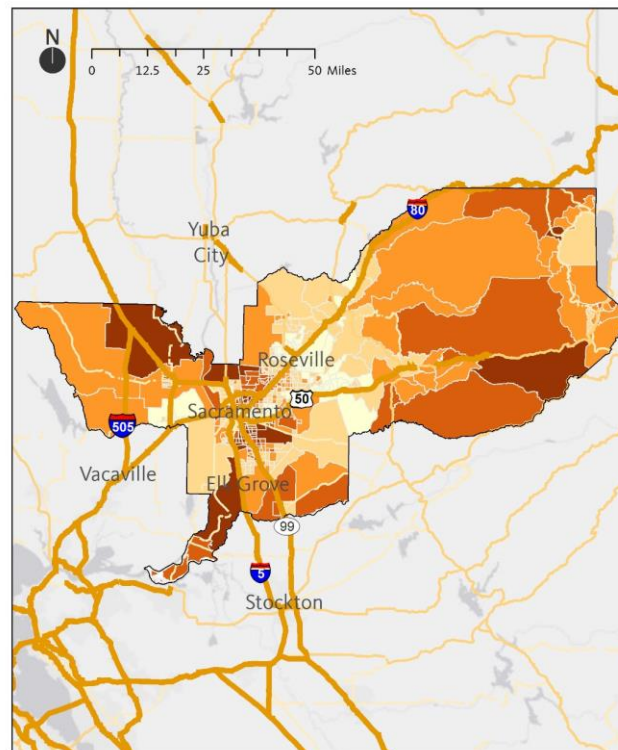 N
0 12.5 25 50 Miles
80
Yuba
City
Roseville
50
Sacramento
505
Vacaville
Elk Grove
99
5
Stockton